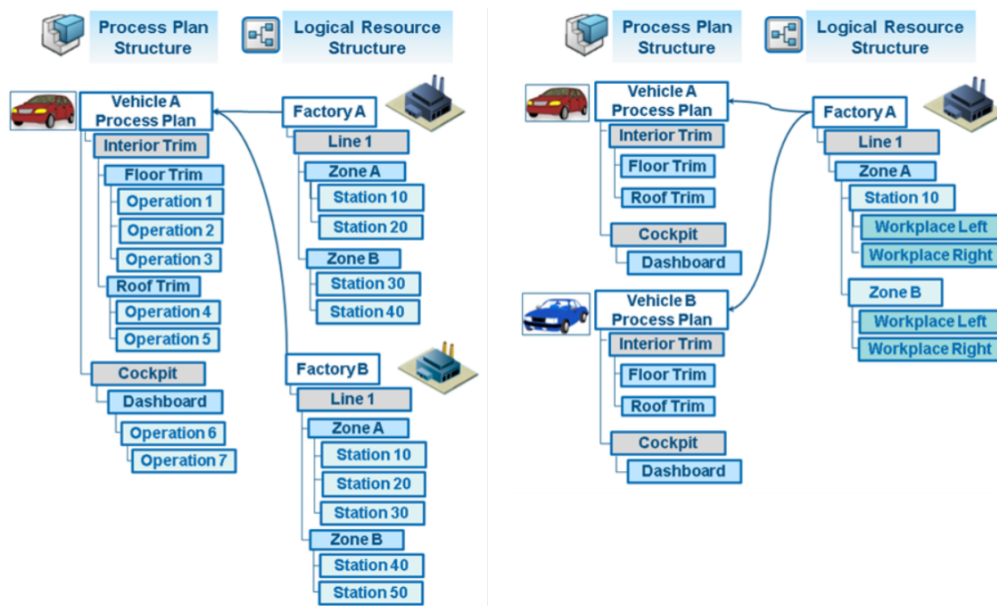 Process Plan
Structure
Logical Resource
Structure
Vehicle A
Process Plan
Interior Trim
Floor Trim
Operation 1
Operation 2
Operation 3
Roof Trim
Operation 4
Operation 5
Cockpit
Dashboard
Operation 6
Operation 7
Factory A
Line 1
Zone A
Station 10
Station 20
Zone B
Station 30
Station 40
Factory B
Line 1
Zone A
Station 10
Station 20
Station 30
Zone B
Station 40
Station 50
Process Plan
Structure
Logical Resource
Structure
Vehicle A
Process Plan
Interior Trim
Floor Trim
Roof Trim
Cockpit
Dashboard
Vehicle B
Process Plan
Interior Trim
Floor Trim
Roof Trim
Cockpit
Dashboard
Factory A
Line 1
Zone A
Station 10
Workplace Left
Workplace Right
Zone B
Workplace Left
Workplace Right